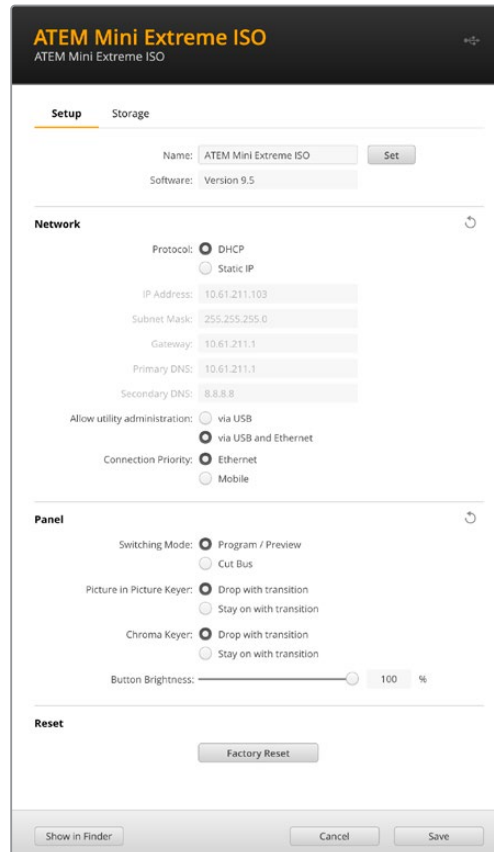 ATEM Mini Extreme ISO
ATEM Mini Extreme ISO
Setup Storage
Name: ATEM Mini Extreme ISO Set
Software: Version 9.5
Network
Protocol: DHCP
Static IP
IP Address: 10.61.211.103
Subnet Mask: 255.255.255.0
Gateway: 10.61.211.1
Primary DNS: 10.61.211.1
Secondary DNS: 8.8.8.8
Allow utility administration: via USB
via USB and Ethernet
Connection Priority: Ethernet
Mobile
Panel
Switching Mode: Program / Preview
Cut Bus
Picture in Picture Keyer: Drop with transition
Stay on with transition
Chroma Keyer: Drop with transition
Stay on with transition
Button Brightness: 100 %
Reset
Factory Reset
Show in Finder Cancel Save